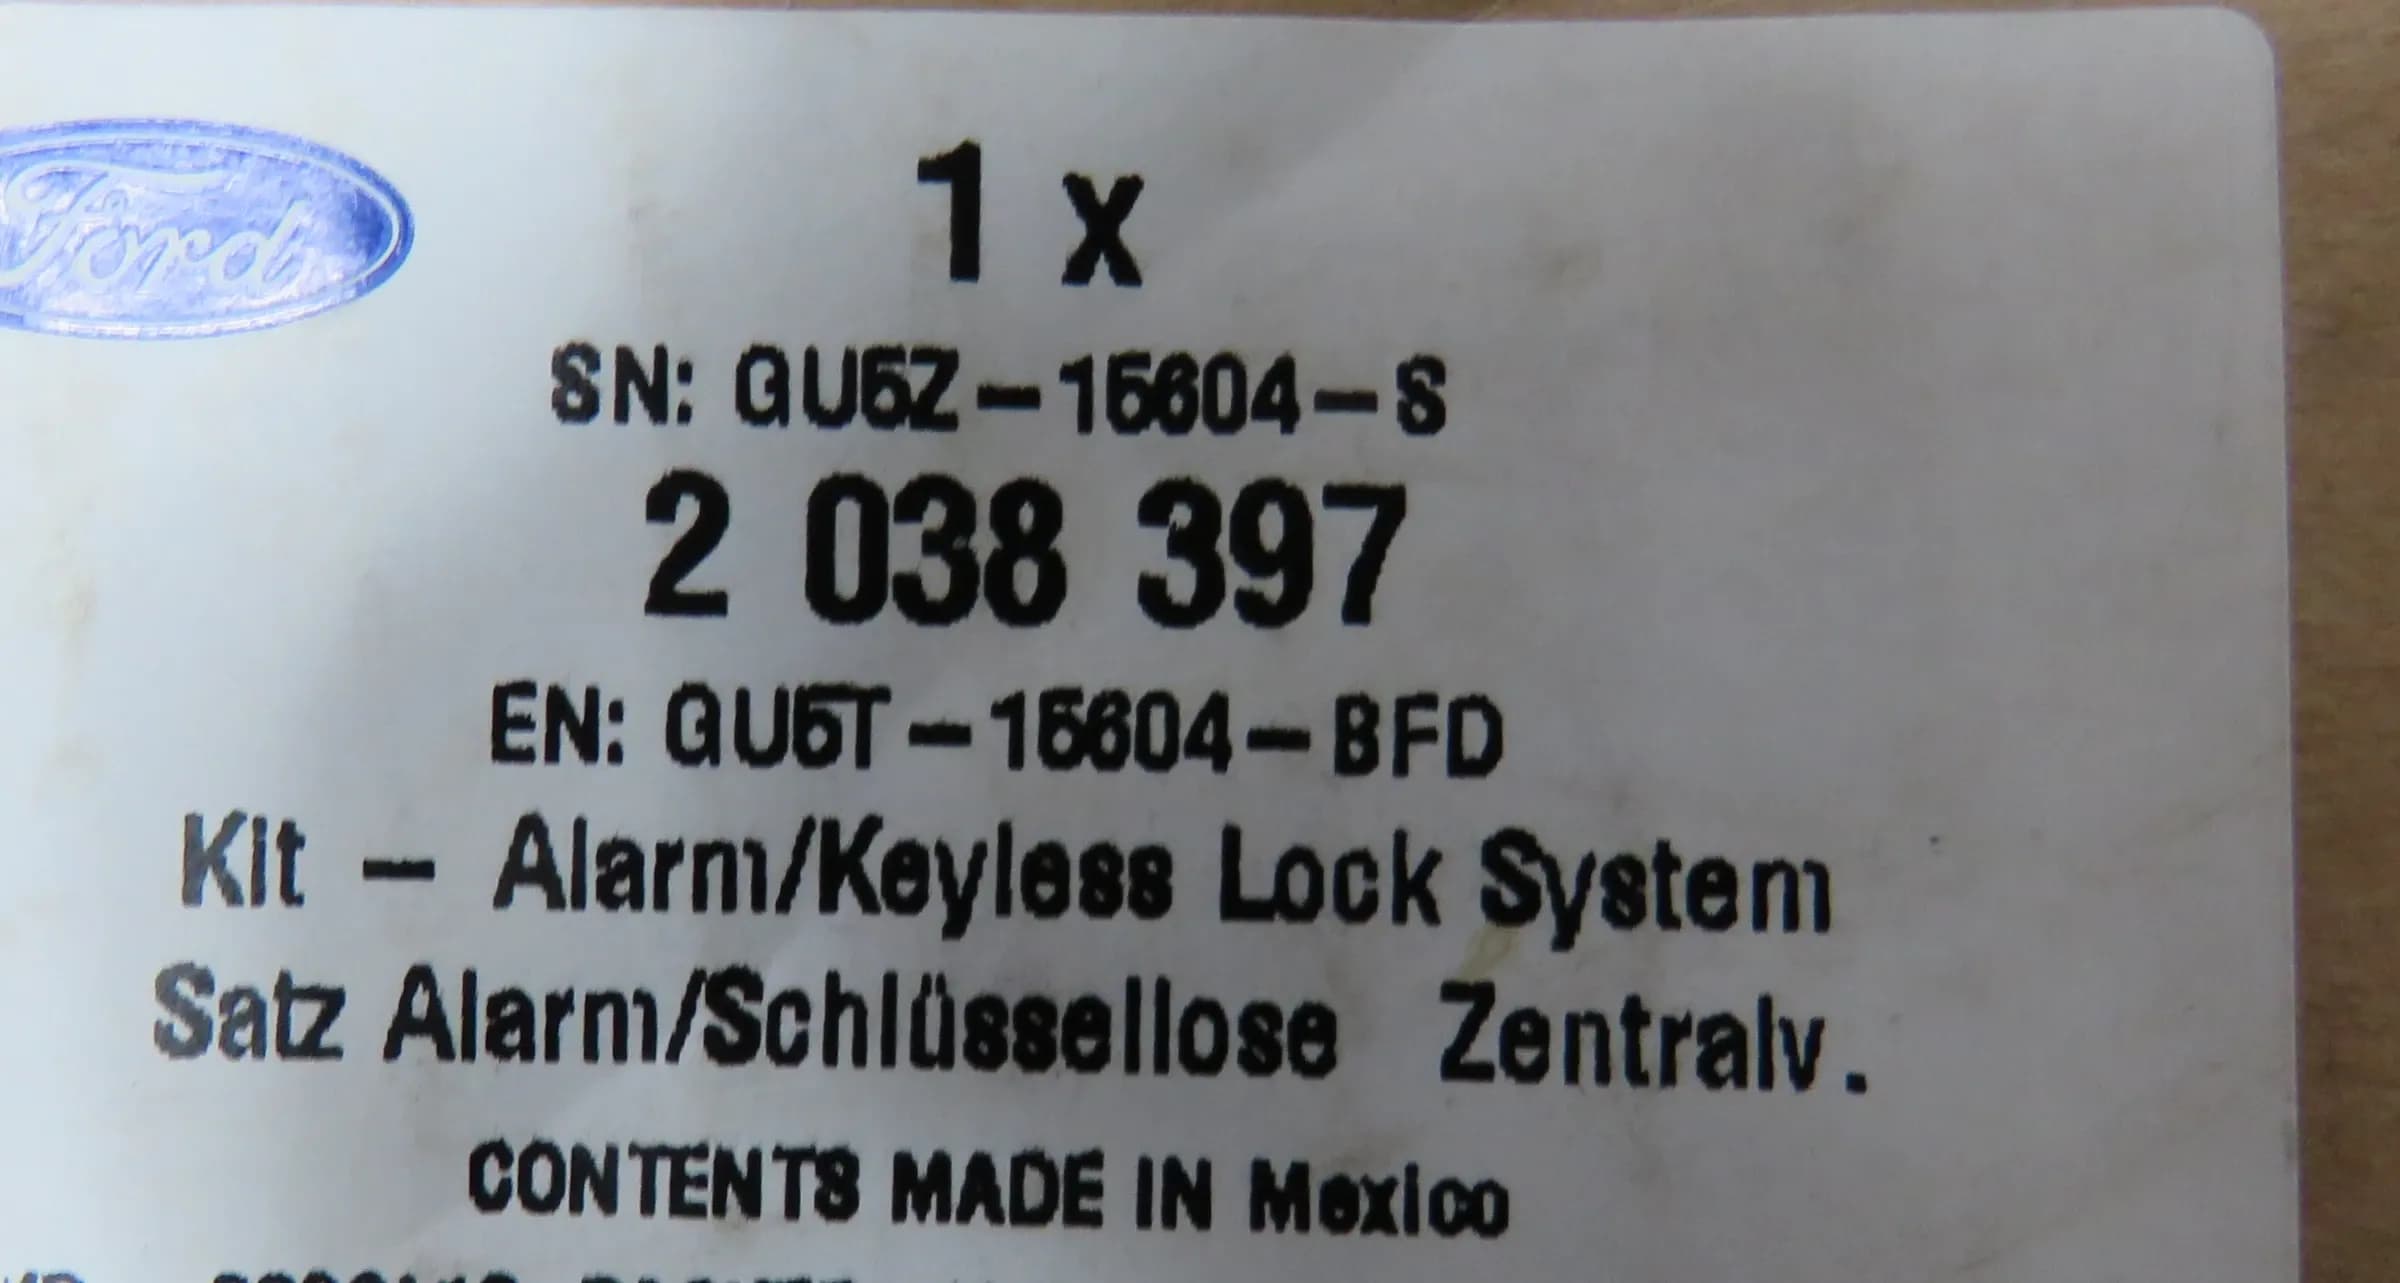 Ford
1 x
SN: GU5Z-15604-S
2 038 397
EN: GU5T-15604-BFD
Kit - Alarm/Keyless Lock System
Satz Alarm/Schlüssellose Zentralv.
CONTENTS MADE IN Mexico